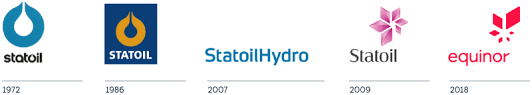 statoil
STATOIL
StatoilHydro
Statoil
equinor
1972
1986
2007
2009
2018